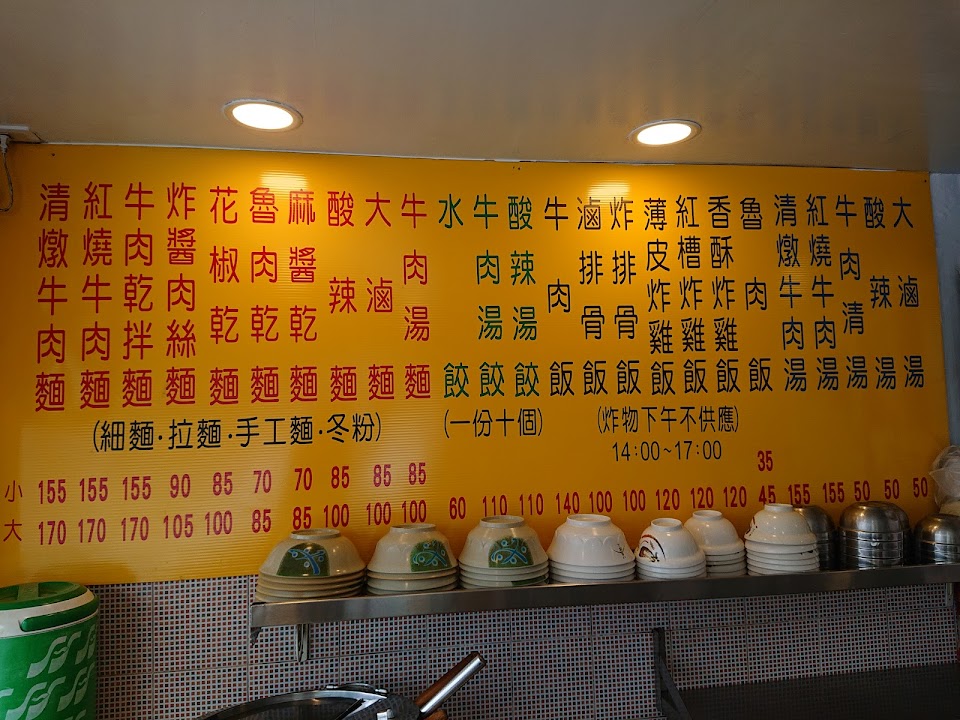 清燉牛肉麵
紅燒牛肉麵
牛肉乾拌麵
炸醬肉絲麵
花椒乾麵
魯肉乾麵
麻醬乾麵
酸辣麵
大滷麵
牛肉湯麵
水餃
牛肉湯餃
酸辣湯餃
牛肉飯
滷排骨飯
炸排骨飯
薄皮炸雞飯
紅槽炸雞飯
香酥炸雞飯
魯肉飯
清燉牛肉湯
紅燒牛肉湯
牛肉清湯
酸辣湯
大滷湯
(細麵·拉麵·手工麵·冬粉)
(一份十個)
(炸物下午不供應)
14:00~17:00
小 155 155 155 90 85 70 70 85 85 85 35
大 170 170 170 105 100 85 85 100 100 100 60 110 110 140 100 100 120 120 120 45 155 155 50 50 50